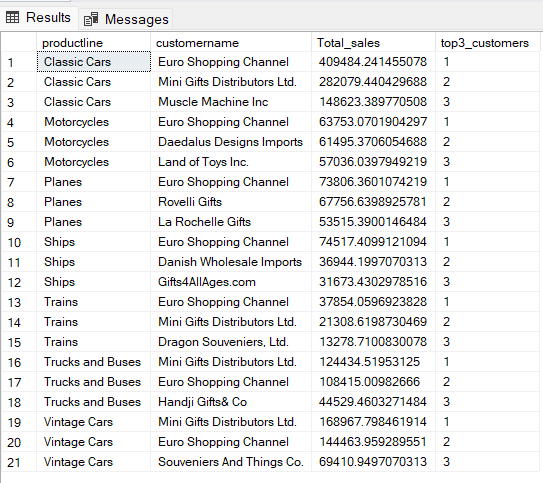 Results Messages
productline customername Total_sales top3_customers
1 Classic Cars Euro Shopping Channel 409484.241455078 1
2 Classic Cars Mini Gifts Distributors Ltd. 282079.440429688 2
3 Classic Cars Muscle Machine Inc 148623.389770508 3
4 Motorcycles Euro Shopping Channel 63753.0701904297 1
5 Motorcycles Daedalus Designs Imports 61495.3706054688 2
6 Motorcycles Land of Toys Inc. 57036.0397949219 3
7 Planes Euro Shopping Channel 73806.3601074219 1
8 Planes Rovelli Gifts 67756.6398925781 2
9 Planes La Rochelle Gifts 53515.3900146484 3
10 Ships Euro Shopping Channel 74517.4099121094 1
11 Ships Danish Wholesale Imports 36944.1997070313 2
12 Ships Gifts4AllAges.com 31673.4302978516 3
13 Trains Euro Shopping Channel 37854.0596923828 1
14 Trains Mini Gifts Distributors Ltd. 21308.6198730469 2
15 Trains Dragon Souveniers, Ltd. 13278.7100830078 3
16 Trucks and Buses Mini Gifts Distributors Ltd. 124434.51953125 1
17 Trucks and Buses Euro Shopping Channel 108415.00982666 2
18 Trucks and Buses Handji Gifts& Co 44529.4603271484 3
19 Vintage Cars Mini Gifts Distributors Ltd. 168967.798461914 1
20 Vintage Cars Euro Shopping Channel 144463.959289551 2
21 Vintage Cars Souveniers And Things Co. 69410.9497070313 3